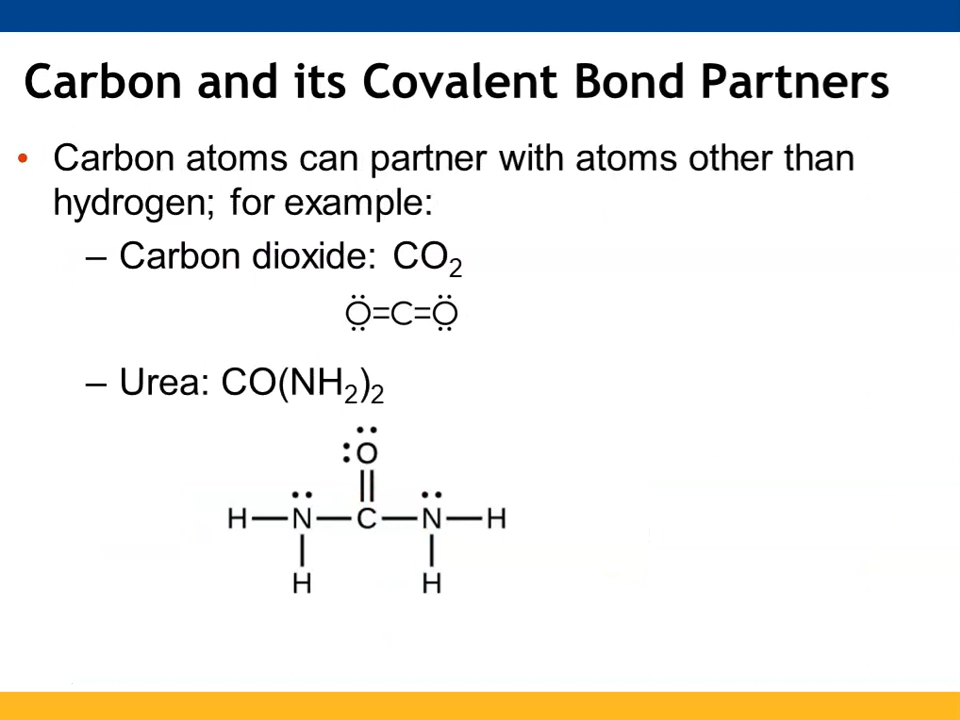 Carbon and its Covalent Bond Partners
• Carbon atoms can partner with atoms other than
hydrogen; for example:
– Carbon dioxide: CO₂
Ö=C=Ö
– Urea: CO(NH₂)₂
:O
||
H—N—C—N—H
| |
H H